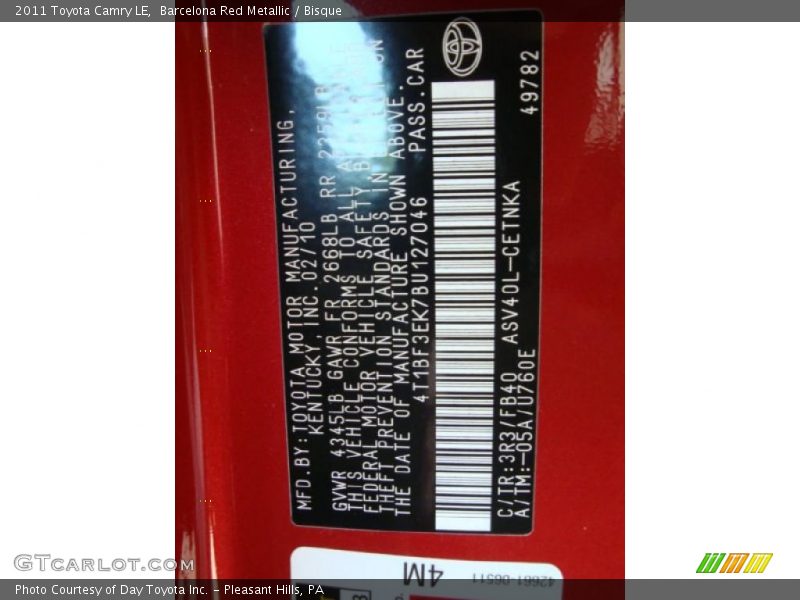 2011 Toyota Camry LE, Barcelona Red Metallic / Bisque
MFD.BY:TOYOTA MOTOR MANUFACTURING,
KENTUCKY, INC. 02/10
GVWR 4345LB GAWR FR 2668LB RR
THIS VEHICLE CONFORMS TO ALL
FEDERAL MOTOR VEHICLE SAFETY
THEFT PREVENTION STANDARDS IN
THE DATE OF MANUFACTURE SHOWN ABOVE.
4T1BF3EK7BU127046 PASS.CAR
C/TR:3R3/FB40 ASV40L-CETNKA
A/TM:-05A/U760E 49782
4M
42661-06511
GTCARLOT.com
Photo Courtesy of Day Toyota Inc. - Pleasant Hills, PA